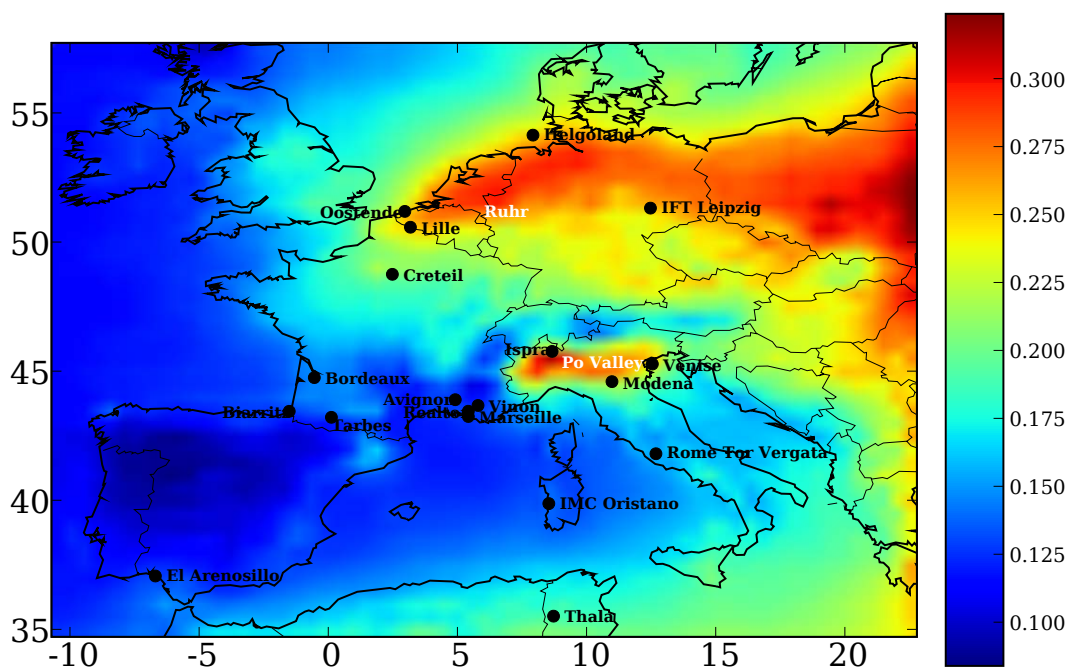 0.300
55
Helgoland
0.275
Oostende
Ruhr
IFT Leipzig
0.250
50
Lille
Creteil
0.225
Ispra
Po Valley
Venise
0.200
45
Bordeaux
Modena
Avignon
Vinon
0.175
Biarritz
Realtor
Marseille
Tarbes
Rome Tor Vergata
0.150
40
IMC Oristano
0.125
El Arenosillo
Thala
0.100
35
-10 -5 0 5 10 15 20